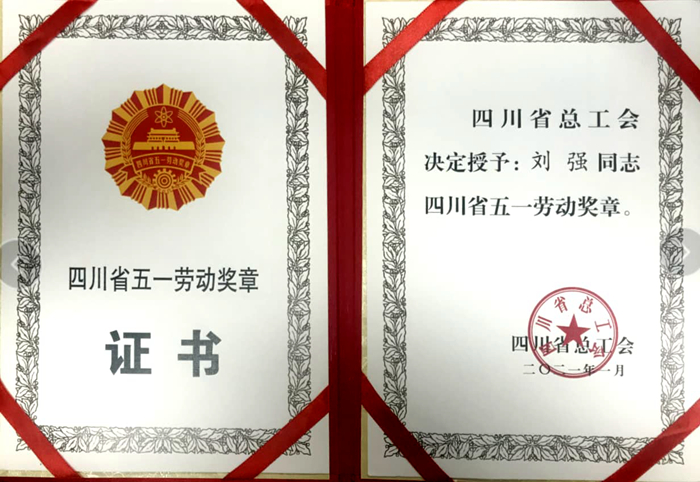 四川省五一劳动奖章
四川省五一劳动奖章
证书
四川省总工会
决定授予：刘强同志
四川省五一劳动奖章。
四川省总工会
四川省总工会
二〇二一年一月